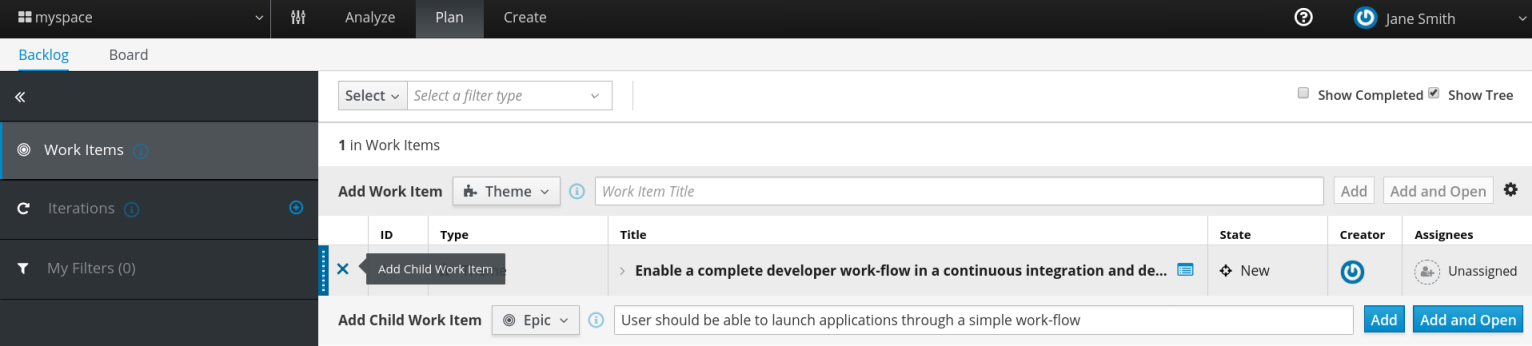 myspace Analyze Plan Create Jane Smith
Backlog Board
Select Select a filter type Show Completed Show Tree
Work Items
1 in Work Items
Add Work Item Theme Work Item Title Add Add and Open
Iterations
ID Type Title State Creator Assignees
My Filters (0)
Add Child Work Item Enable a complete developer work-flow in a continuous integration and de... New Unassigned
Add Child Work Item Epic User should be able to launch applications through a simple work-flow Add Add and Open